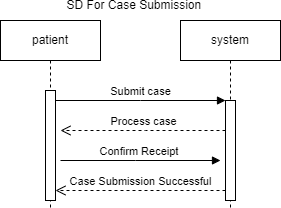 SD For Case Submission
patient
system
Submit case
Process case
Confirm Receipt
Case Submission Successful